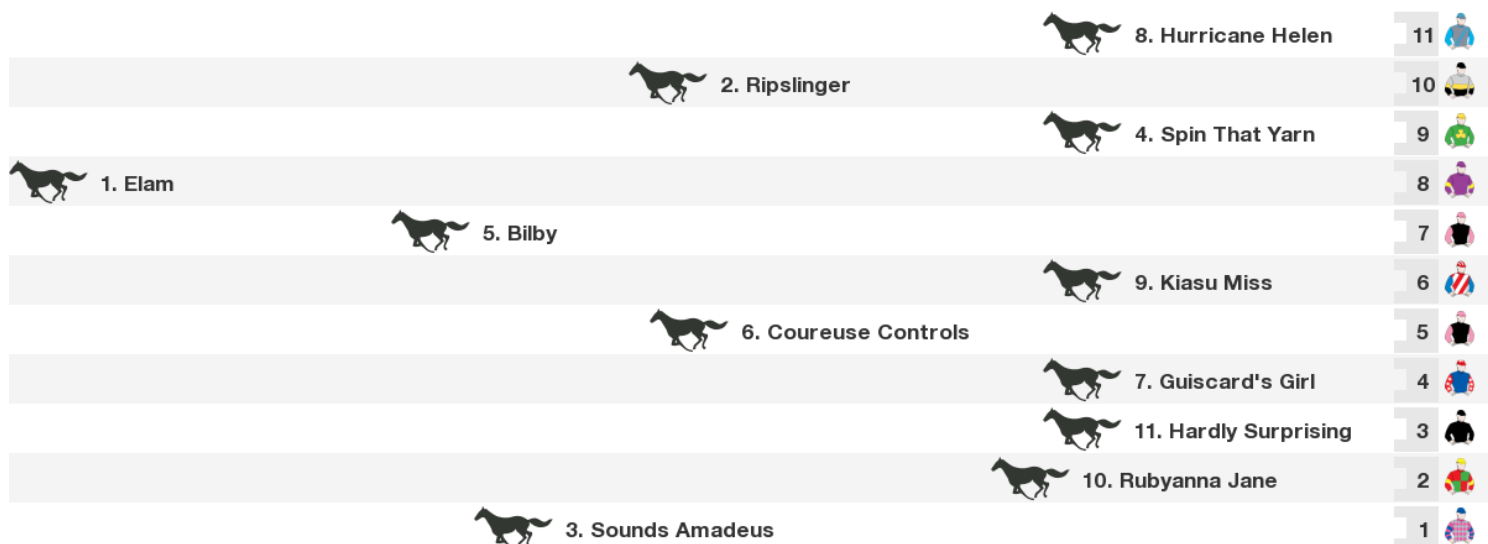 8. Hurricane Helen 11
2. Ripslinger 10
4. Spin That Yarn 9
1. Elam 8
5. Bilby 7
9. Kiasu Miss 6
6. Coureuse Controls 5
7. Guiscard's Girl 4
11. Hardly Surprising 3
10. Rubyanna Jane 2
3. Sounds Amadeus 1